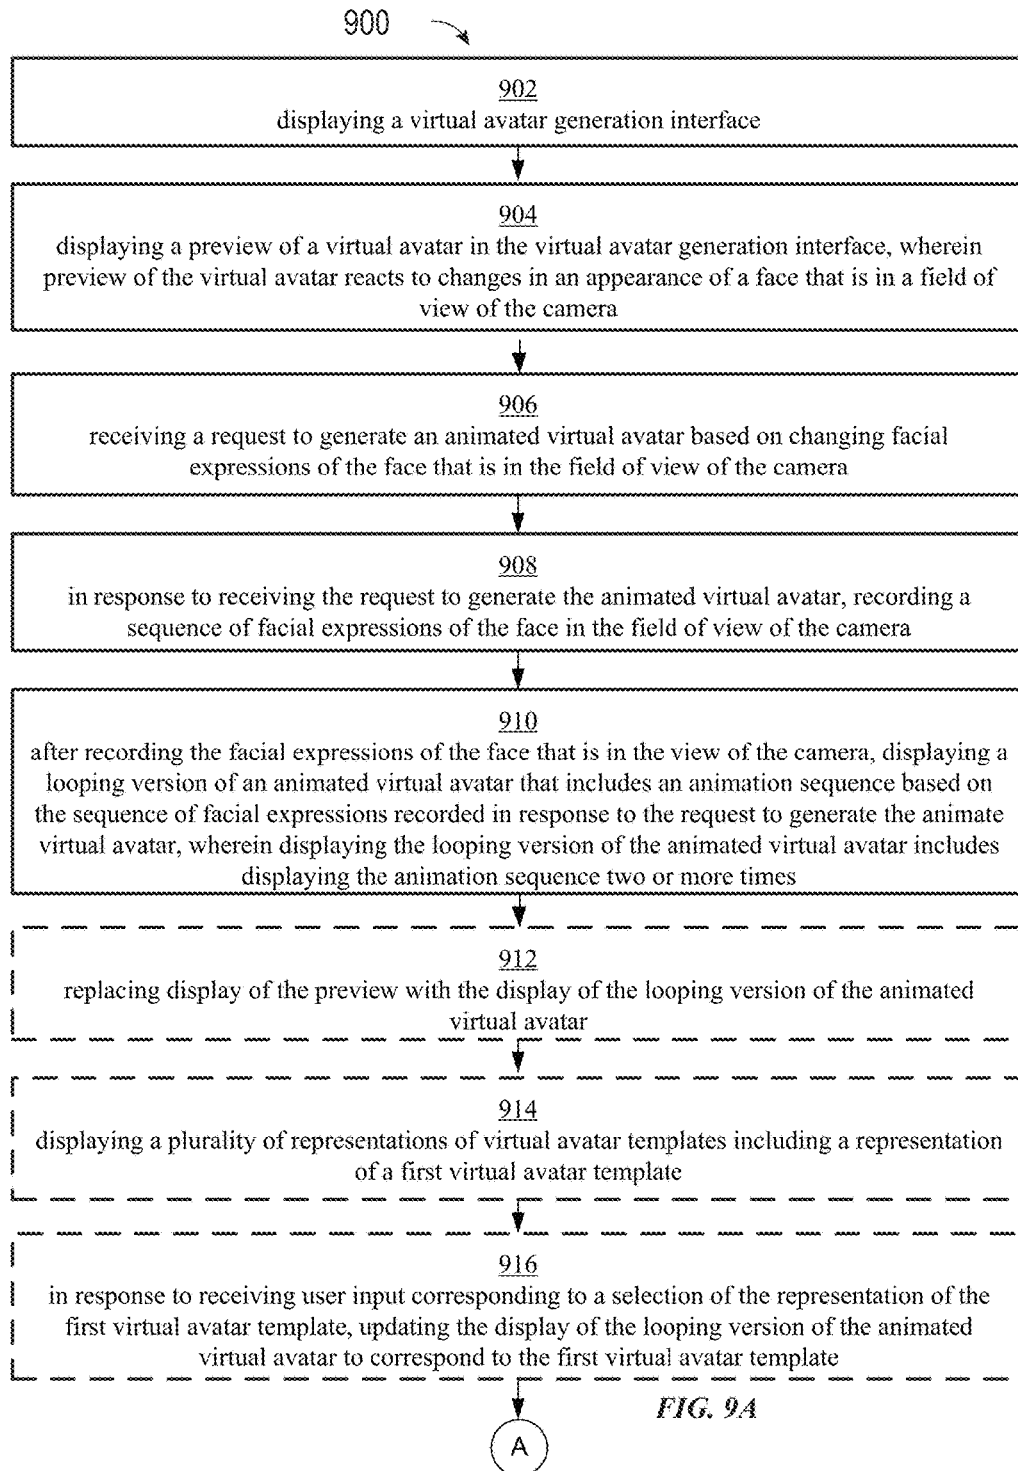 900
902
displaying a virtual avatar generation interface
904
displaying a preview of a virtual avatar in the virtual avatar generation interface, wherein
preview of the virtual avatar reacts to changes in an appearance of a face that is in a field of
view of the camera
906
receiving a request to generate an animated virtual avatar based on changing facial
expressions of the face that is in the field of view of the camera
908
in response to receiving the request to generate the animated virtual avatar, recording a
sequence of facial expressions of the face in the field of view of the camera
910
after recording the facial expressions of the face that is in the view of the camera, displaying a
looping version of an animated virtual avatar that includes an animation sequence based on
the sequence of facial expressions recorded in response to the request to generate the animate
virtual avatar, wherein displaying the looping version of the animated virtual avatar includes
displaying the animation sequence two or more times
912
replacing display of the preview with the display of the looping version of the animated
virtual avatar
914
displaying a plurality of representations of virtual avatar templates including a representation
of a first virtual avatar template
916
in response to receiving user input corresponding to a selection of the representation of the
first virtual avatar template, updating the display of the looping version of the animated
virtual avatar to correspond to the first virtual avatar template
FIG. 9A
A